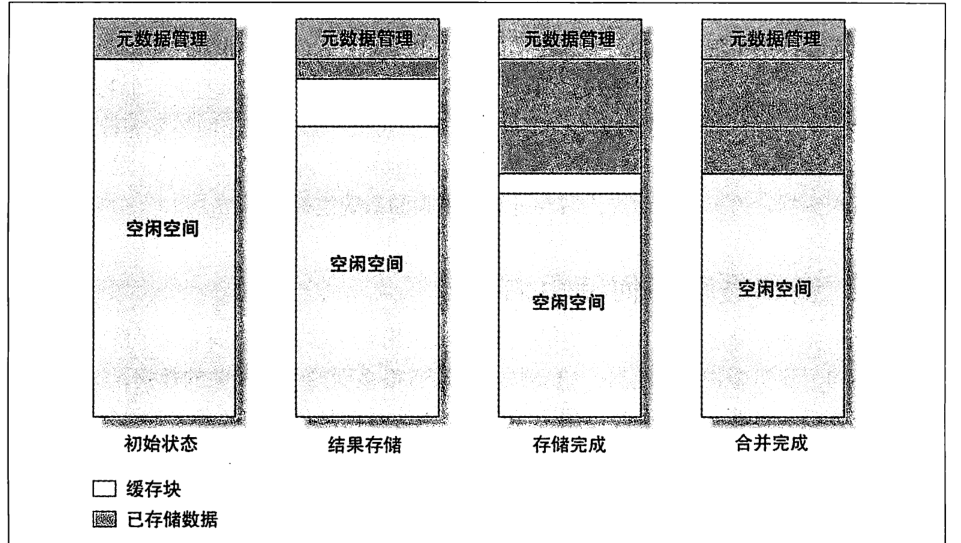 元数据管理 元数据管理 元数据管理 元数据管理
空闲空间
空闲空间
空闲空间
空闲空间
初始状态 结果存储 存储完成 合并完成
缓存块
已存储数据